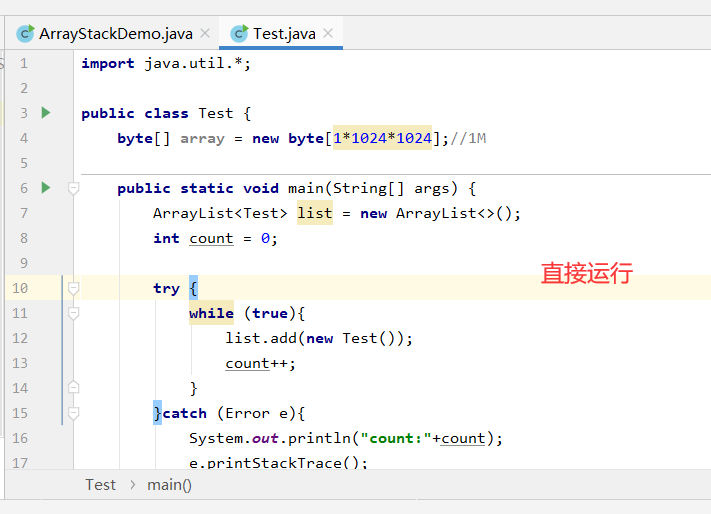 ArrayStackDemo.java
Test.java
1 import java.util.*;
2
3 public class Test {
4 byte[] array = new byte[1*1024*1024];//1M
5
6 public static void main(String[] args) {
7 ArrayList<Test> list = new ArrayList<>();
8 int count = 0;
9
直接运行
10 try {
11 while (true){
12 list.add(new Test());
13 count++;
14 }
15 }catch (Error e){
16 System.out.println("count:"+count);
17 e.printStackTrace();
Test > main()